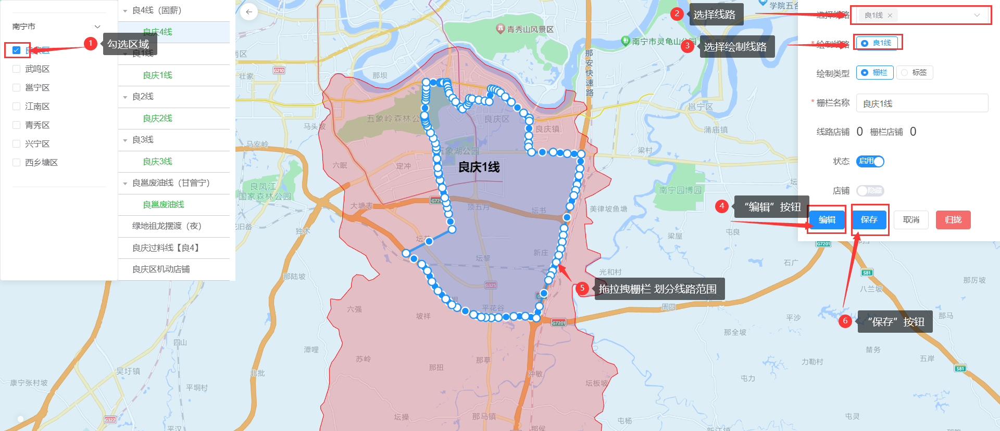 南宁市
良庆区
武鸣区
邕宁区
江南区
青秀区
兴宁区
西乡塘区
1
勾选区域
良4线（固薪）
良庆4线
良1线
良庆1线
良2线
良庆2线
良3线
良庆3线
良邕废油线（甘曾宁）
良邕废油线
绿地祖龙摆渡（夜）
良庆过料线【良4】
良庆区机动店铺
2
选择线路
3
选择绘制线路
4
“编辑”按钮
5
拖拉拽栅栏 划分线路范围
6
“保存”按钮
选择线路
良1线
* 绘制线路
良1线
绘制类型
栅栏
标签
* 栅栏名称
良庆1线
线路店铺 0 栅栏店铺 0
状态
启用
店铺
隐藏
编辑
保存
取消
归拢
青秀山风景区
南宁市灵龟山公园
学院五合
那安快速路
G210
壮家
那坝
马头坡
马安岭
五象岭森林公
良庆区
良庆镇
五象湖公园
良庆1线
六眠
定冲
良凤江
国家森林公园
大塘表
G7211
顶五月
坛书
美律坡鱼塘
邕宁区
蒲庙镇
梁村
南宁园博园
独木
坛黎
新庄
光和村
梁屋
屯良
G7201
石广
S81
八兰坡
那历坡
那陆坡
G325
六强
坡祥
平花谷
G7201
周四
平沙
那马
那全坡
四山
潭哩
苏岭
那扭
那摹
冲敏
坛板坡
力勒村
五岸
屯力
S81
吴圩镇
北批
康宁张村坡
平垌村
G322
平汉
坛操
那马镇
那侯
屯杨
新江镇
屯灵